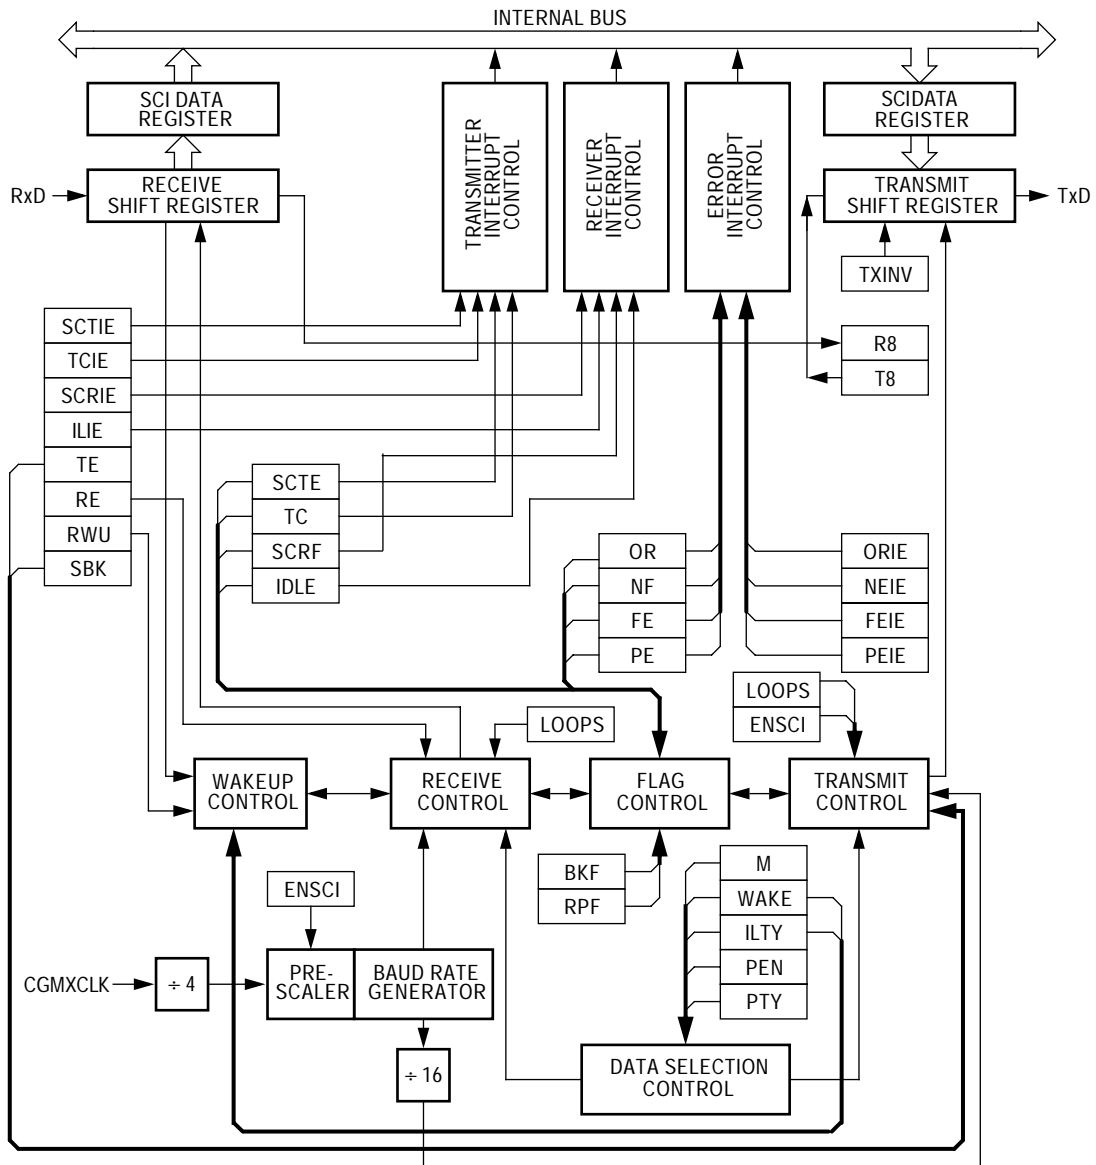 INTERNAL BUS
SCI DATA
REGISTER
SCIDATA
REGISTER
TRANSMITTER
INTERRUPT
CONTROL
RECEIVER
INTERRUPT
CONTROL
ERROR
INTERRUPT
CONTROL
RxD
RECEIVE
SHIFT REGISTER
TRANSMIT
SHIFT REGISTER
TxD
TXINV
SCTIE
TCIE
SCRIE
ILIE
TE
RE
RWU
SBK
R8
T8
SCTE
TC
SCRF
IDLE
OR
NF
FE
PE
ORIE
NEIE
FEIE
PEIE
LOOPS
ENSCI
LOOPS
WAKEUP
CONTROL
RECEIVE
CONTROL
FLAG
CONTROL
TRANSMIT
CONTROL
BKF
RPF
M
WAKE
ILTY
PEN
PTY
ENSCI
CGMXCLK
÷ 4
PRE-
SCALER
BAUD RATE
GENERATOR
÷ 16
DATA SELECTION
CONTROL